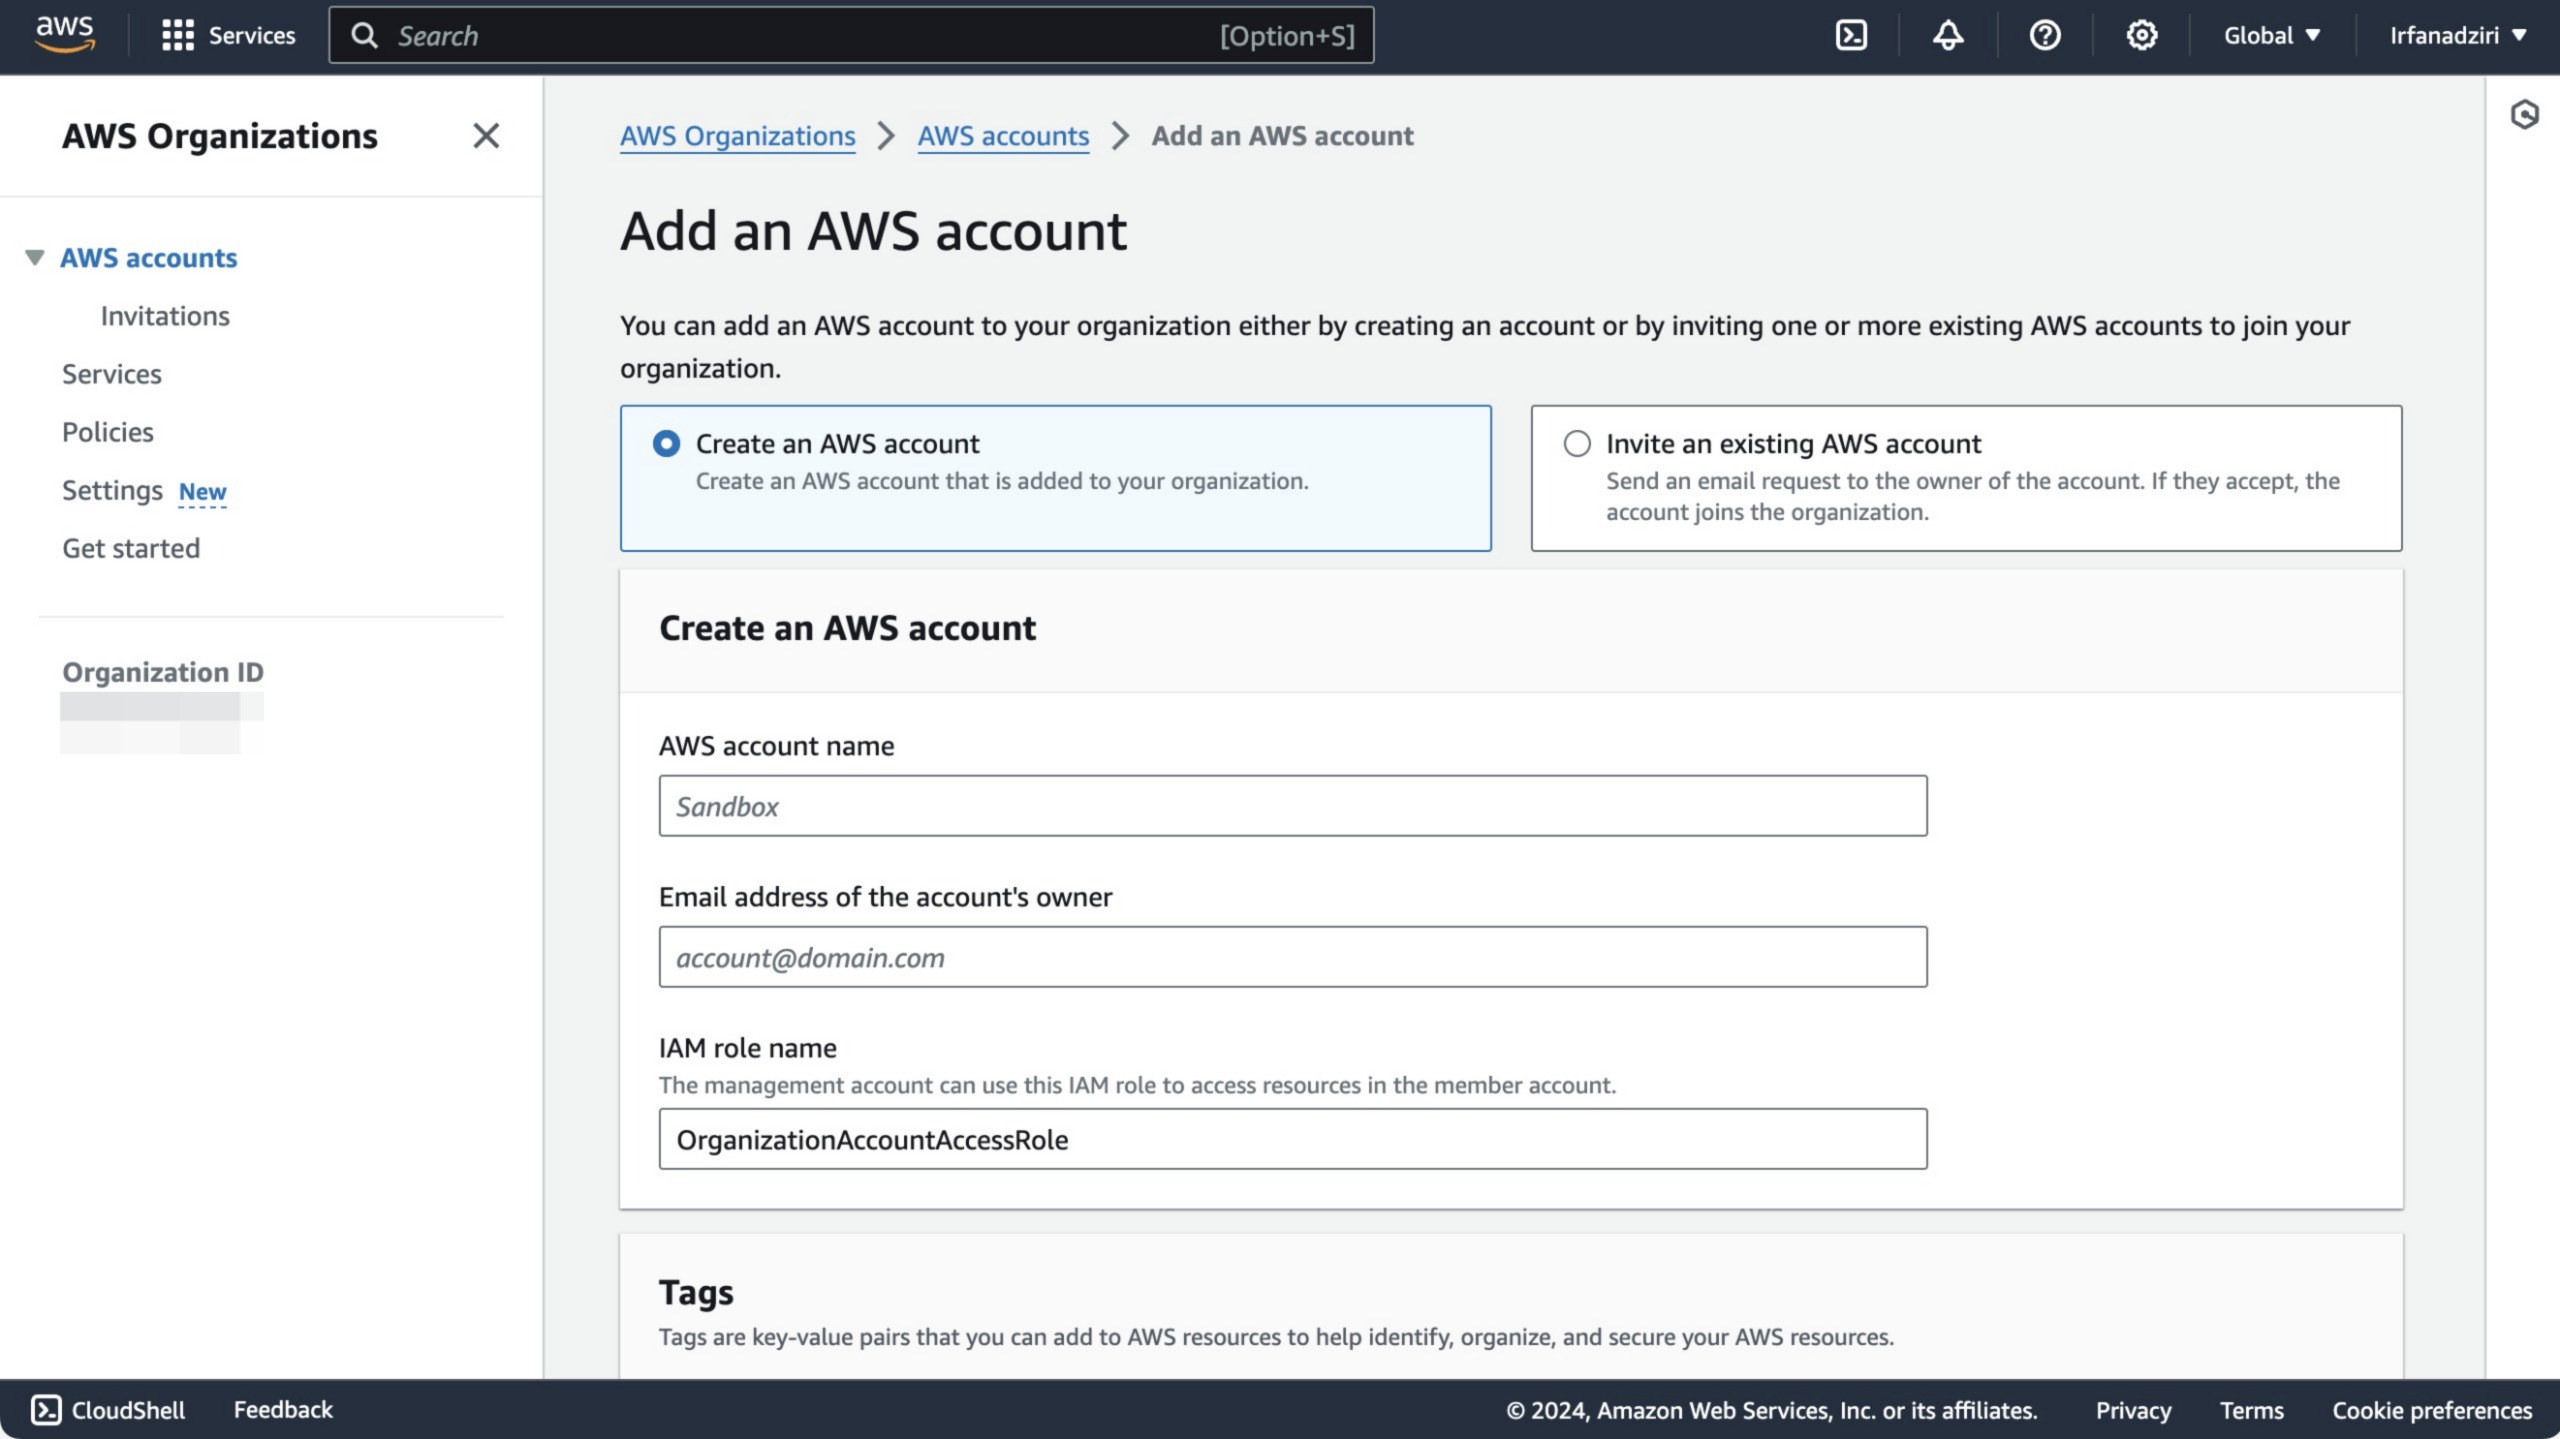 aws
Services
Search
[Option+S]
Global
Irfanadziri
AWS Organizations
AWS accounts
Invitations
Services
Policies
Settings New
Get started
Organization ID
AWS Organizations
AWS accounts
Add an AWS account
Add an AWS account
You can add an AWS account to your organization either by creating an account or by inviting one or more existing AWS accounts to join your
organization.
Create an AWS account
Create an AWS account that is added to your organization.
Invite an existing AWS account
Send an email request to the owner of the account. If they accept, the
account joins the organization.
Create an AWS account
AWS account name
Sandbox
Email address of the account's owner
account@domain.com
IAM role name
The management account can use this IAM role to access resources in the member account.
OrganizationAccountAccessRole
Tags
Tags are key-value pairs that you can add to AWS resources to help identify, organize, and secure your AWS resources.
CloudShell
Feedback
© 2024, Amazon Web Services, Inc. or its affiliates.
Privacy
Terms
Cookie preferences